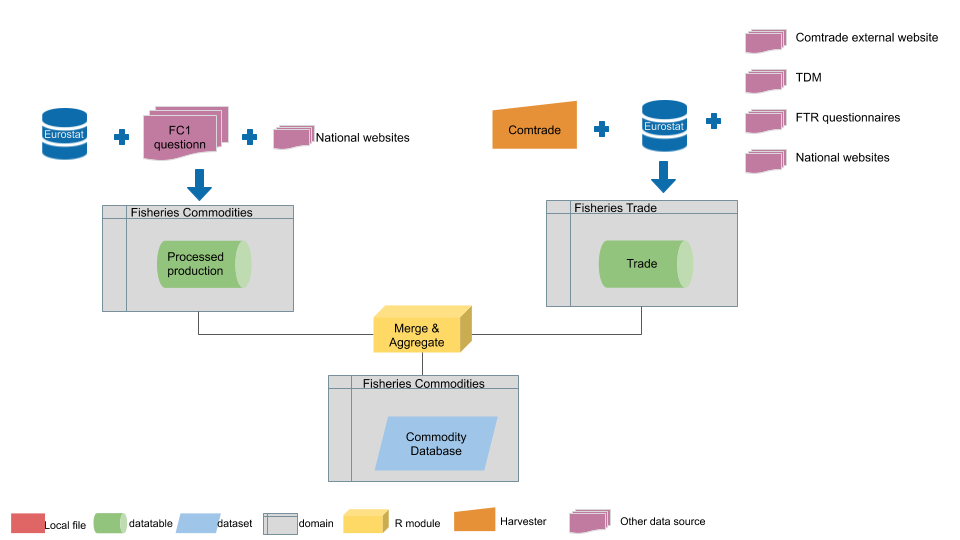 Comtrade external website
TDM
FTR questionnaires
National websites
Eurostat
FC1
questionn
National websites
Comtrade
Eurostat
Fisheries Commodities
Processed
production
Fisheries Trade
Trade
Merge &
Aggregate
Fisheries Commodities
Commodity
Database
Local file
datatable
dataset
domain
R module
Harvester
Other data source